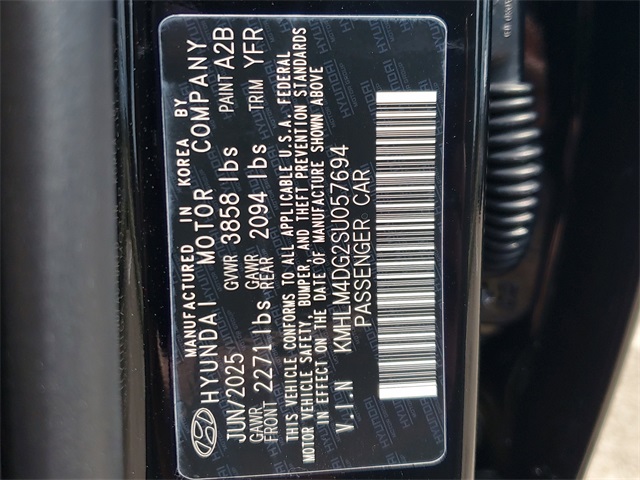 MANUFACTURED IN KOREA BY
HYUNDAI MOTOR COMPANY
JUN/2025 GVWR 3858 lbs PAINT A2B
GAWR FRONT 2271 lbs GAWR REAR 2094 lbs TRIM YFR
THIS VEHICLE CONFORMS TO ALL APPLICABLE U.S.A. FEDERAL
MOTOR VEHICLE SAFETY, BUMPER, AND THEFT PREVENTION STANDARDS
IN EFFECT ON THE DATE OF MANUFACTURE SHOWN ABOVE
V.I.N KMHLM4DG2SU057694
PASSENGER CAR